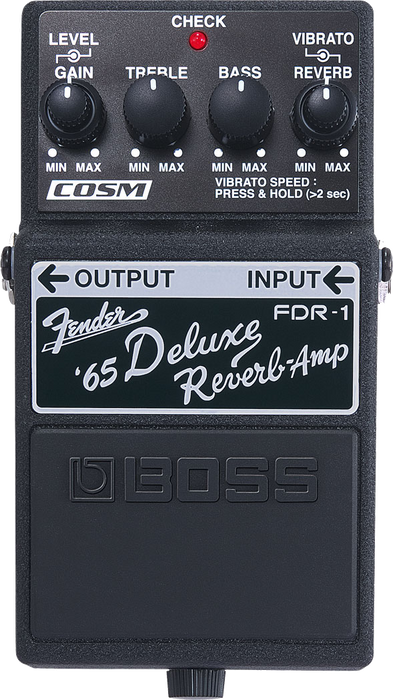 CHECK
LEVEL
VIBRATO
GAIN TREBLE BASS REVERB
MIN MAX MIN MAX MIN MAX MIN MAX
COSM
VIBRATO SPEED :
PRESS & HOLD (>2 sec)
OUTPUT INPUT
Fender FDR-1
'65 Deluxe
Reverb-Amp
BOSS